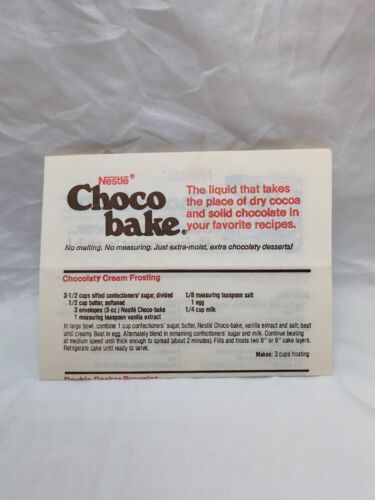 Nestlé®
Choco
bake®
The liquid that takes
the place of dry cocoa
and solid chocolate in
your favorite recipes.
No melting. No measuring. Just extra-moist, extra chocolaty desserts!
Chocolaty Cream Frosting
3-1/2 cups sifted confectioners' sugar, divided
1/2 cup butter, softened
3 envelopes (3-oz.) Nestlé Choco-bake
1 measuring teaspoon vanilla extract
1/8 measuring teaspoon salt
1 egg
1/4 cup milk
In large bowl, combine 1 cup confectioners' sugar, butter, Nestlé Choco-bake, vanilla extract and salt; beat
until creamy. Beat in egg. Alternately blend in remaining confectioners' sugar and milk. Continue beating
at medium speed until thick enough to spread (about 2 minutes). Fills and frosts two 8" or 9" cake layers.
Refrigerate cake until ready to serve.
Makes: 3 cups frosting
Double Decker Brownies